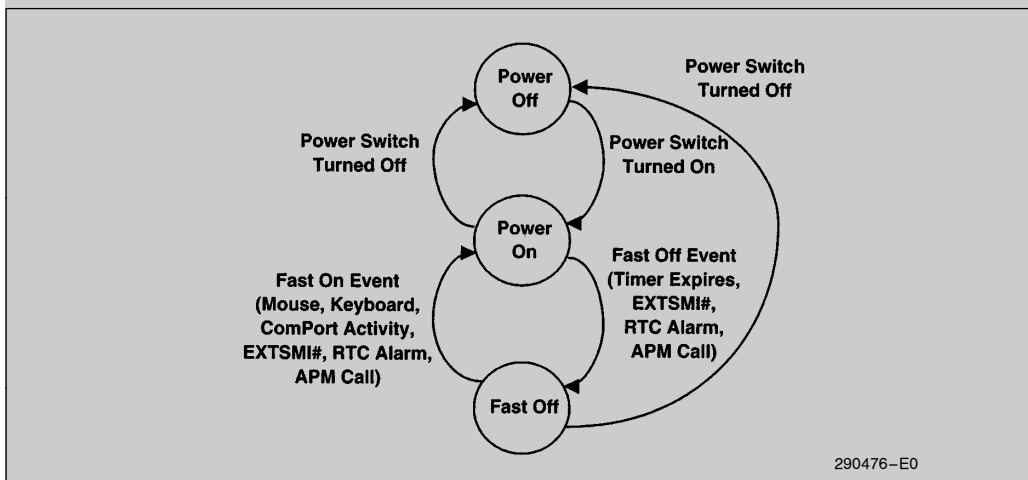 Power
Off
Power Switch
Turned Off
Power Switch
Turned Off
Power Switch
Turned On
Power
On
Fast On Event
(Mouse, Keyboard,
ComPort Activity,
EXTSMI#, RTC Alarm,
APM Call)
Fast Off Event
(Timer Expires,
EXTSMI#,
RTC Alarm,
APM Call)
Fast Off
290476–E0